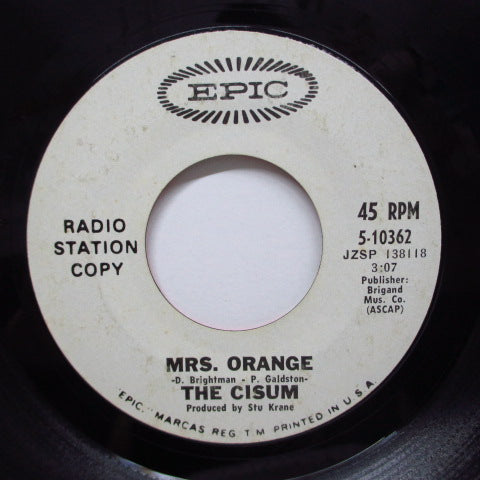 EPIC
RADIO
STATION
COPY
45 RPM
5-10362
JZSP 138118
3:07
Publisher:
Brigand
Mus. Co.
(ASCAP)
MRS. ORANGE
-D. Brightman - P. Galdston-
THE CISUM
Produced by Stu Krane
"EPIC," MARCAS REG. T M PRINTED IN U.S.A.